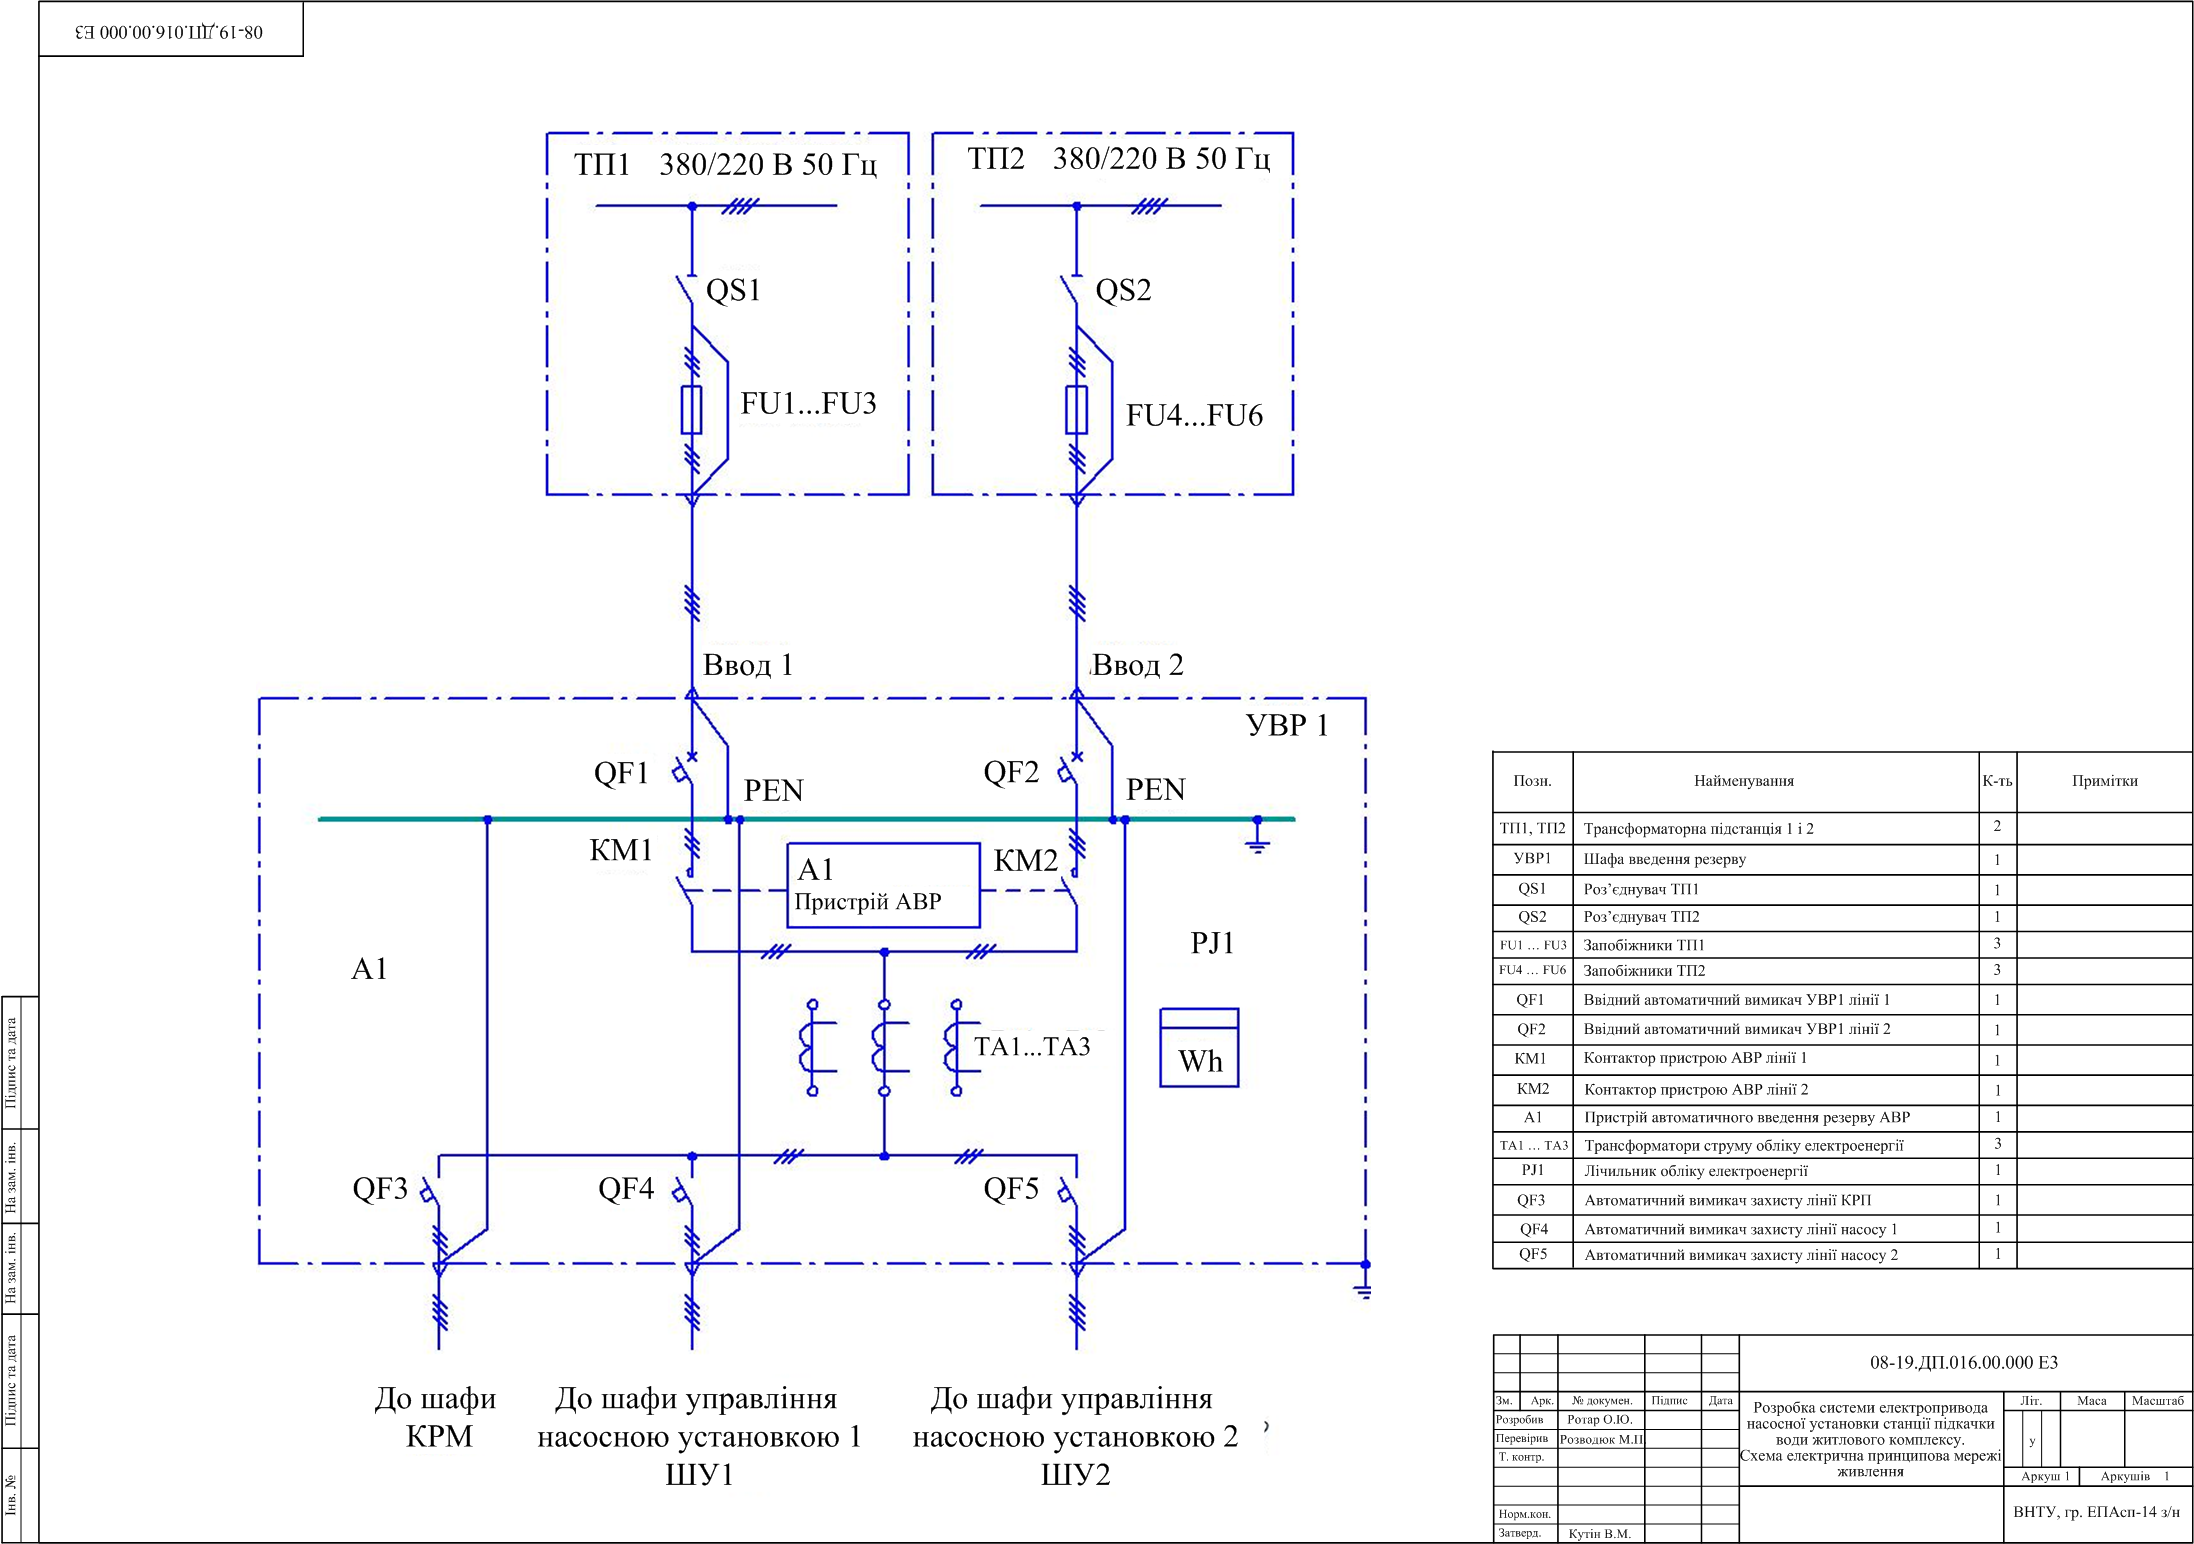 08-19.ДП.016.00.000 Е3
ТП1 380/220 В 50 Гц
ТП2 380/220 В 50 Гц
QS1
QS2
FU1...FU3
FU4...FU6
Ввод 1
Ввод 2
УВР 1
QF1
QF2
PEN
PEN
КМ1
А1
Пристрій АВР
КМ2
А1
PJ1
ТА1...ТА3
Wh
QF3
QF4
QF5
До шафи
КРМ
До шафи управління
насосною установкою 1
ШУ1
До шафи управління
насосною установкою 2
ШУ2
Позн. Найменування К-ть Примітки
ТП1, ТП2 Трансформаторна підстанція 1 і 2 2
УВР1 Шафа введення резерву 1
QS1 Роз’єднувач ТП1 1
QS2 Роз’єднувач ТП2 1
FU1 ... FU3 Запобіжники ТП1 3
FU4 ... FU6 Запобіжники ТП2 3
QF1 Ввідний автоматичний вимикач УВР1 лінії 1 1
QF2 Ввідний автоматичний вимикач УВР1 лінії 2 1
КМ1 Контактор пристрою АВР лінії 1 1
КМ2 Контактор пристрою АВР лінії 2 1
А1 Пристрій автоматичного введення резерву АВР 1
ТА1 ... ТА3 Трансформатори струму обліку електроенергії 3
PJ1 Лічильник обліку електроенергії 1
QF3 Автоматичний вимикач захисту лінії КРП 1
QF4 Автоматичний вимикач захисту лінії насосу 1 1
QF5 Автоматичний вимикач захисту лінії насосу 2 1
08-19.ДП.016.00.000 Е3
Зм. Арк. № докумен. Підпис Дата
Розробив Ротар О.Ю.
Перевірив Розводюк М.П
Т. контр.
Норм.кон.
Затверд. Кутін В.М.
Розробка системи електропривода
насосної установки станції підкачки
води житлового комплексу.
Схема електрична принципова мережі
живлення
Літ. Маса Масштаб
у
Аркуш 1 Аркушів 1
ВНТУ, гр. ЕПАсп-14 з/н
Підпис та дата
На зам. інв.
На зам. інв.
Підпис та дата
Інв. №